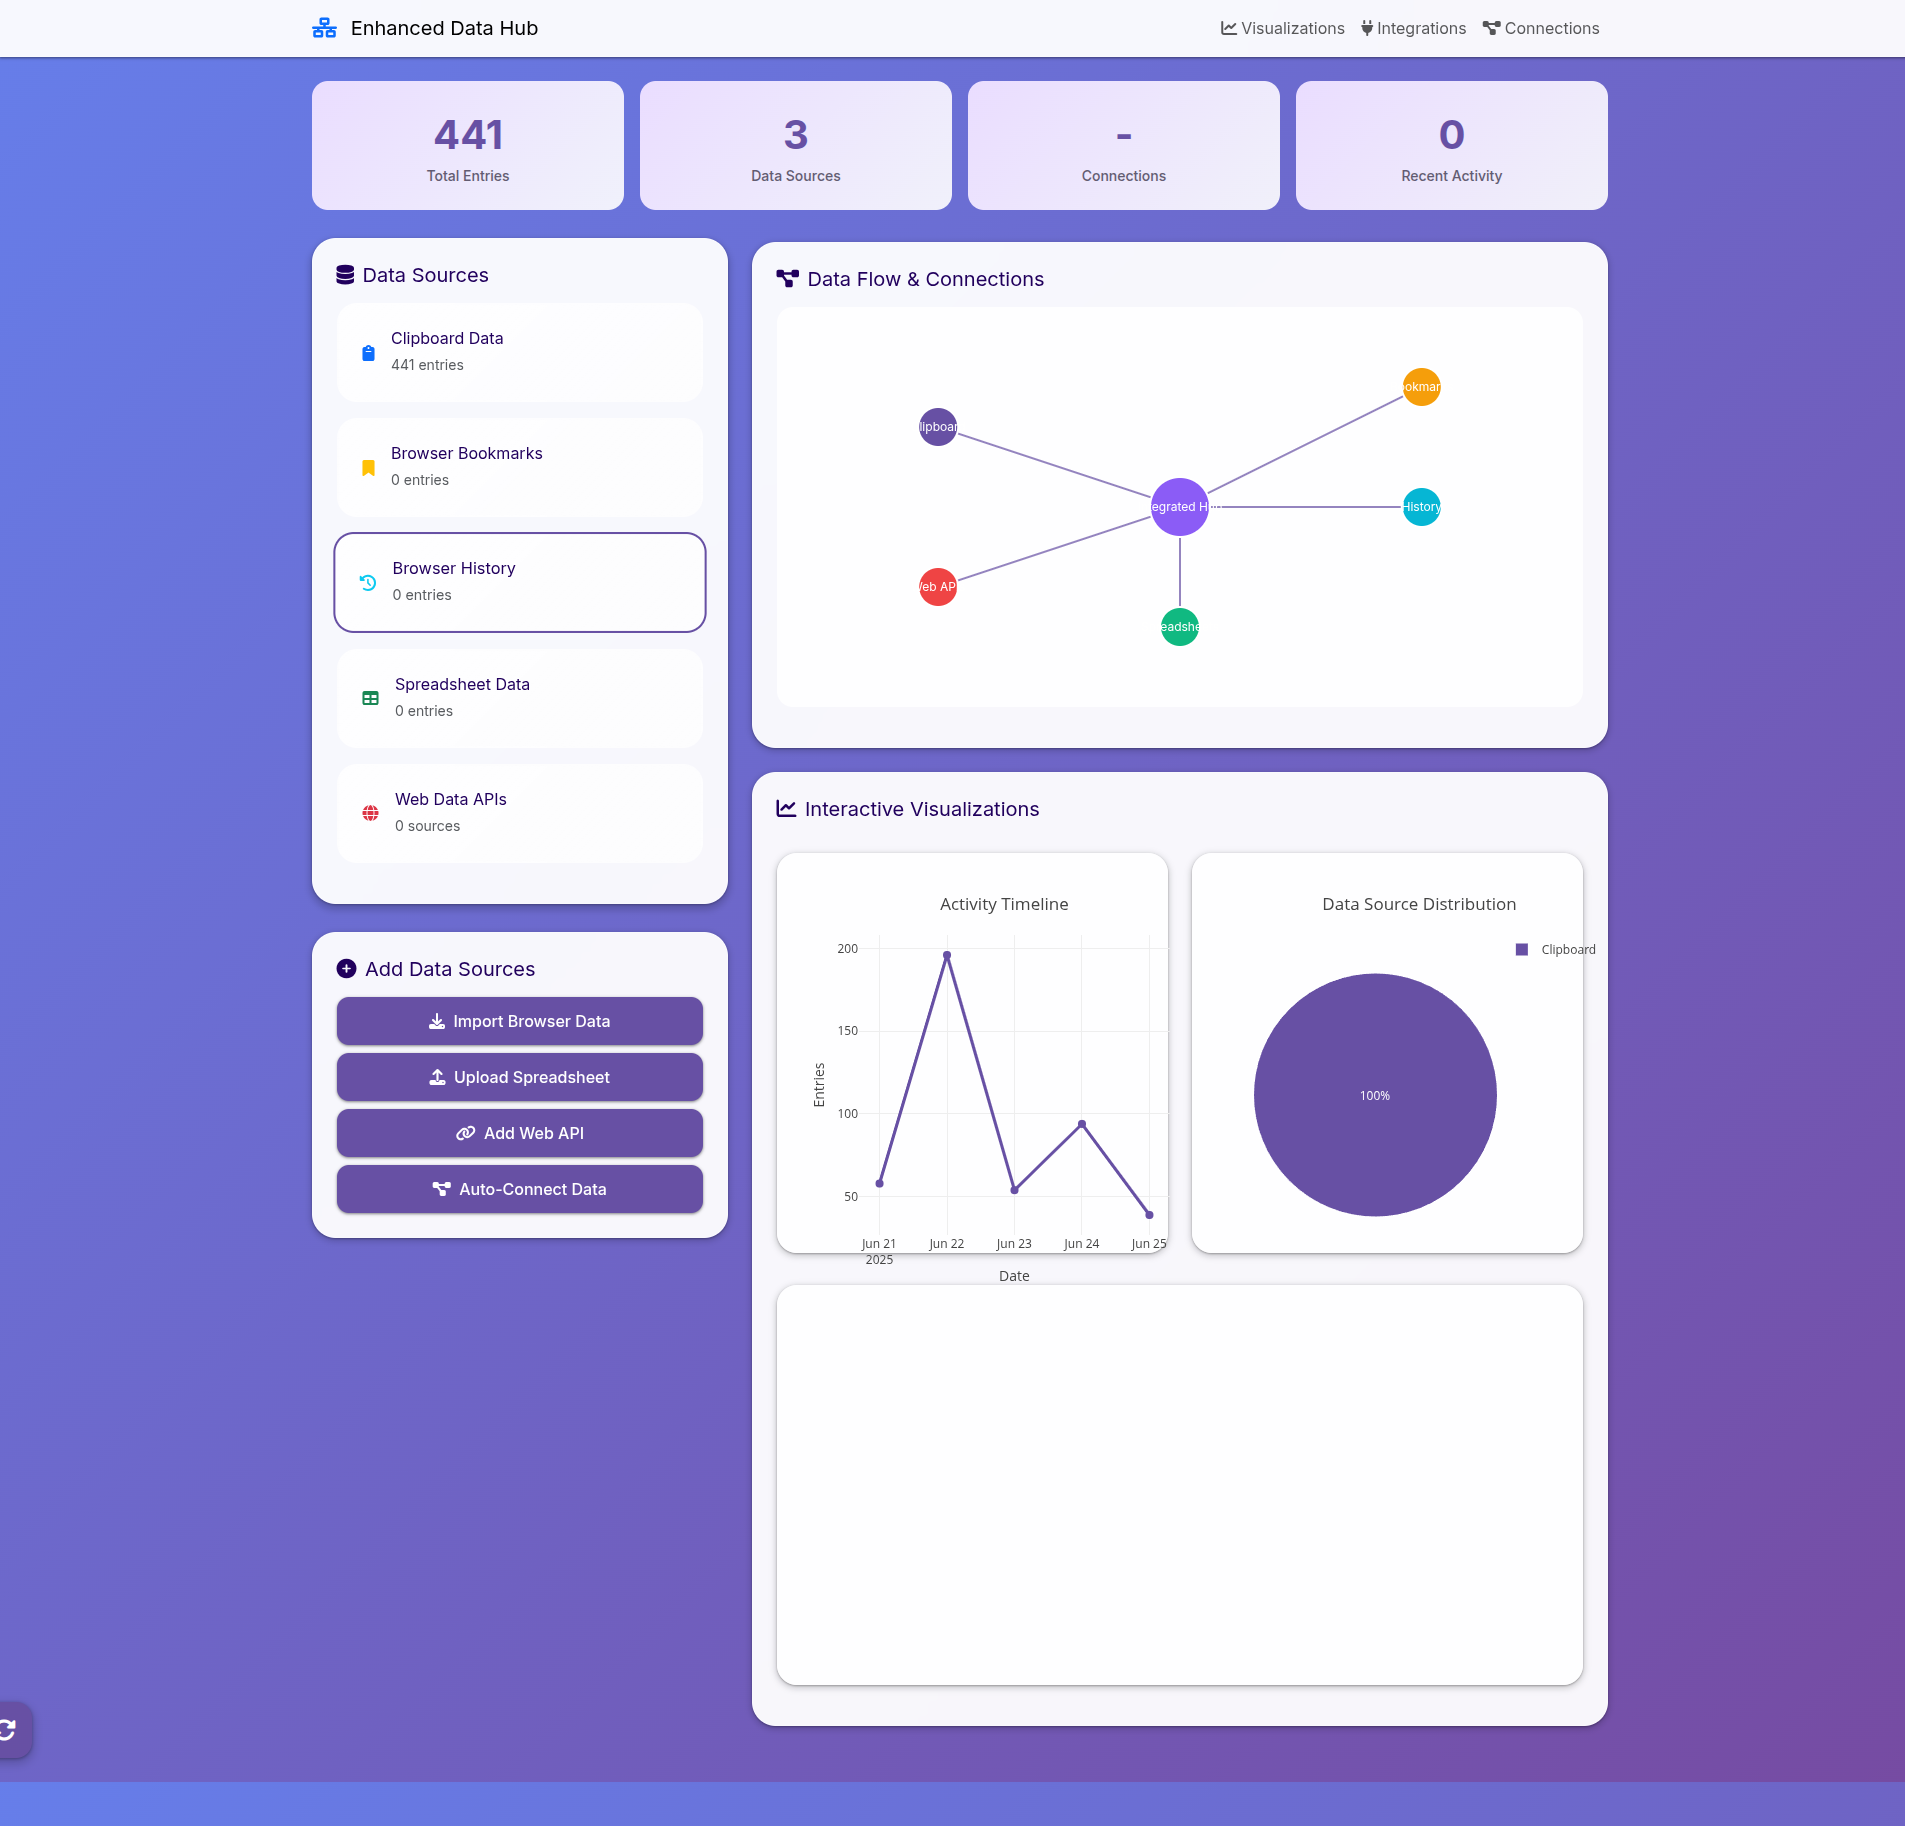 Enhanced Data Hub
Visualizations Integrations Connections
441
Total Entries
3
Data Sources
-
Connections
0
Recent Activity
Data Sources
Clipboard Data
441 entries
Browser Bookmarks
0 entries
Browser History
0 entries
Spreadsheet Data
0 entries
Web Data APIs
0 sources
Add Data Sources
Import Browser Data
Upload Spreadsheet
Add Web API
Auto-Connect Data
Data Flow & Connections
okmar
lipboar
egrated Hub
History
eb AP
eadshe
Interactive Visualizations
Activity Timeline
200
150
100
50
Entries
Jun 21 Jun 22 Jun 23 Jun 24 Jun 25
2025
Date
Data Source Distribution
Clipboard
100%